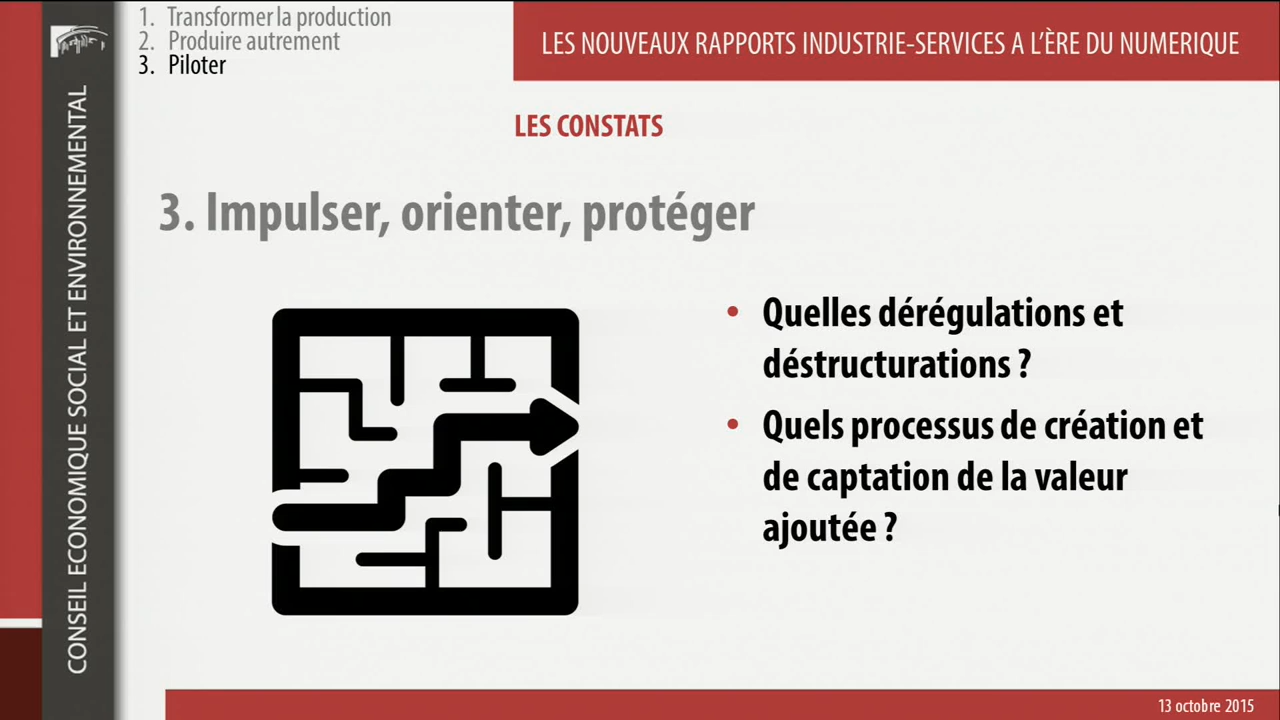 1. Transformer la production
2. Produire autrement
3. Piloter
LES NOUVEAUX RAPPORTS INDUSTRIE-SERVICES A L'ÈRE DU NUMERIQUE
CONSEIL ECONOMIQUE SOCIAL ET ENVIRONNEMENTAL
LES CONSTATS
3. Impulser, orienter, protéger
• Quelles dérégulations et
déstructurations ?
• Quels processus de création et
de captation de la valeur
ajoutée ?
13 octobre 2015